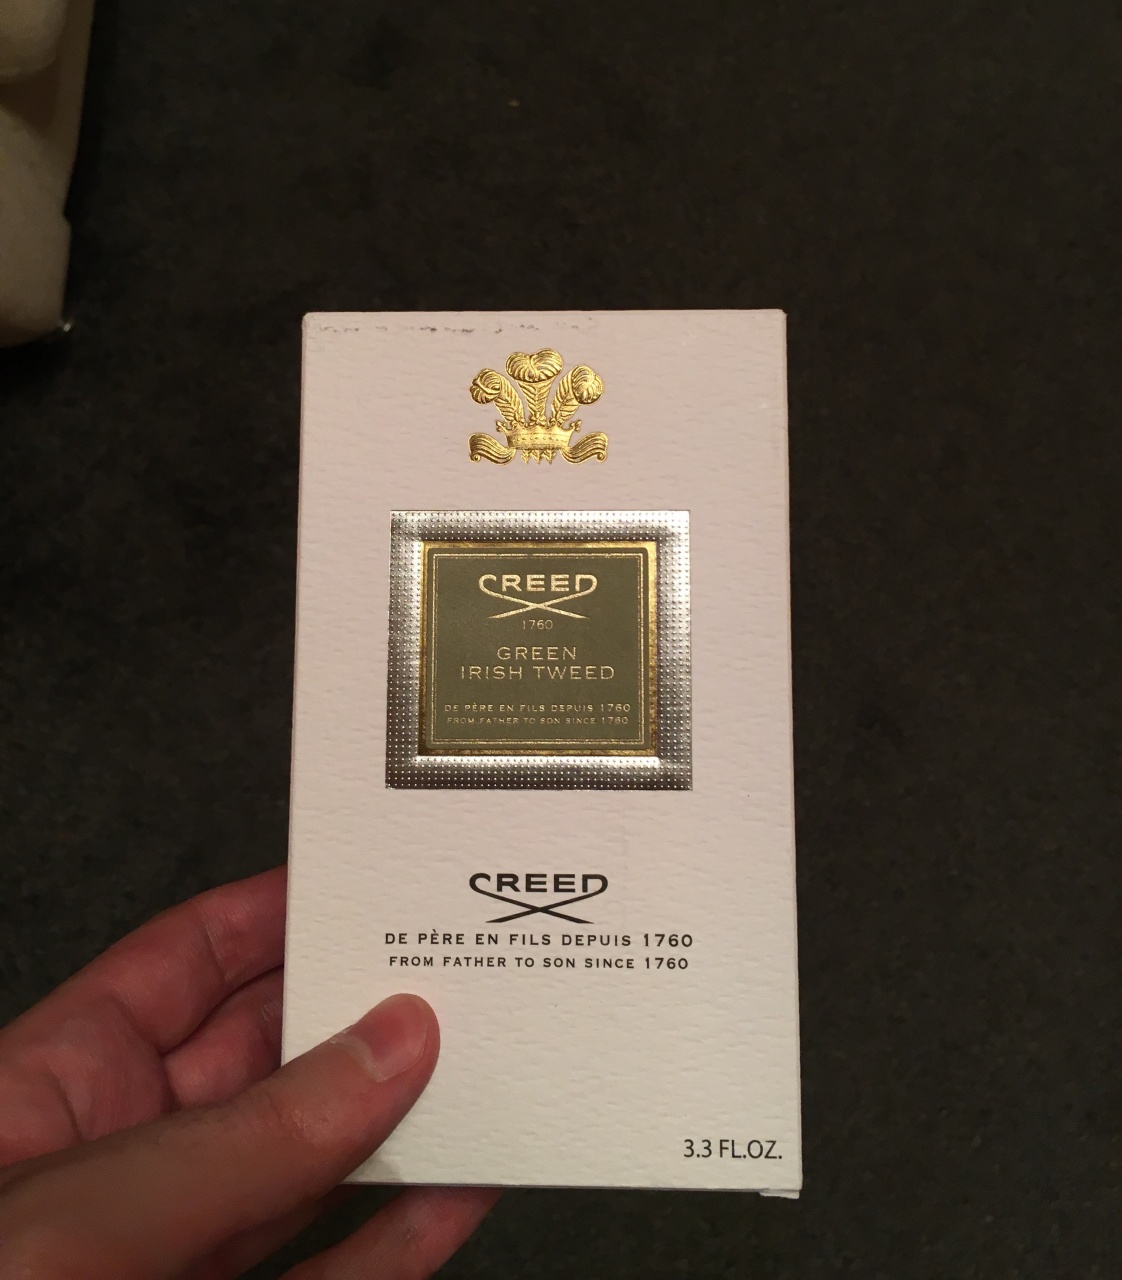 CREED
1760
GREEN
IRISH TWEED
DE PÈRE EN FILS DEPUIS 1760
FROM FATHER TO SON SINCE 1760
CREED
DE PÈRE EN FILS DEPUIS 1760
FROM FATHER TO SON SINCE 1760
3.3 FL.OZ.